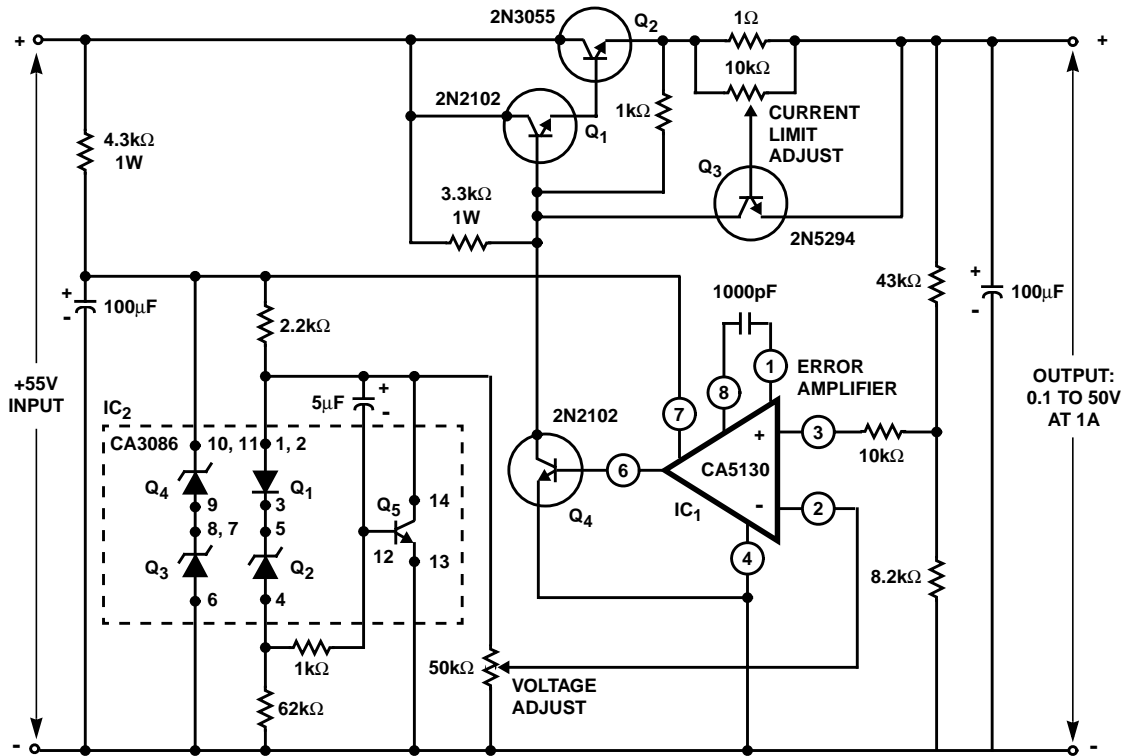 2N3055
Q2
1Ω
+
+
10kΩ
2N2102
Q1
1kΩ
CURRENT
LIMIT
ADJUST
4.3kΩ
1W
Q3
3.3kΩ
1W
2N5294
+
-
100µF
2.2kΩ
1000pF
43kΩ
+
-
100µF
+55V
INPUT
5µF
+
-
8
1
ERROR
AMPLIFIER
OUTPUT:
0.1 TO 50V
AT 1A
IC2
CA3086
10, 11
1, 2
2N2102
7
+
3
10kΩ
Q4
Q1
6
CA5130
9
3
Q5
14
8, 7
5
Q4
IC1
-
2
12
13
Q3
Q2
4
6
4
8.2kΩ
1kΩ
50kΩ
VOLTAGE
ADJUST
62kΩ
-
-